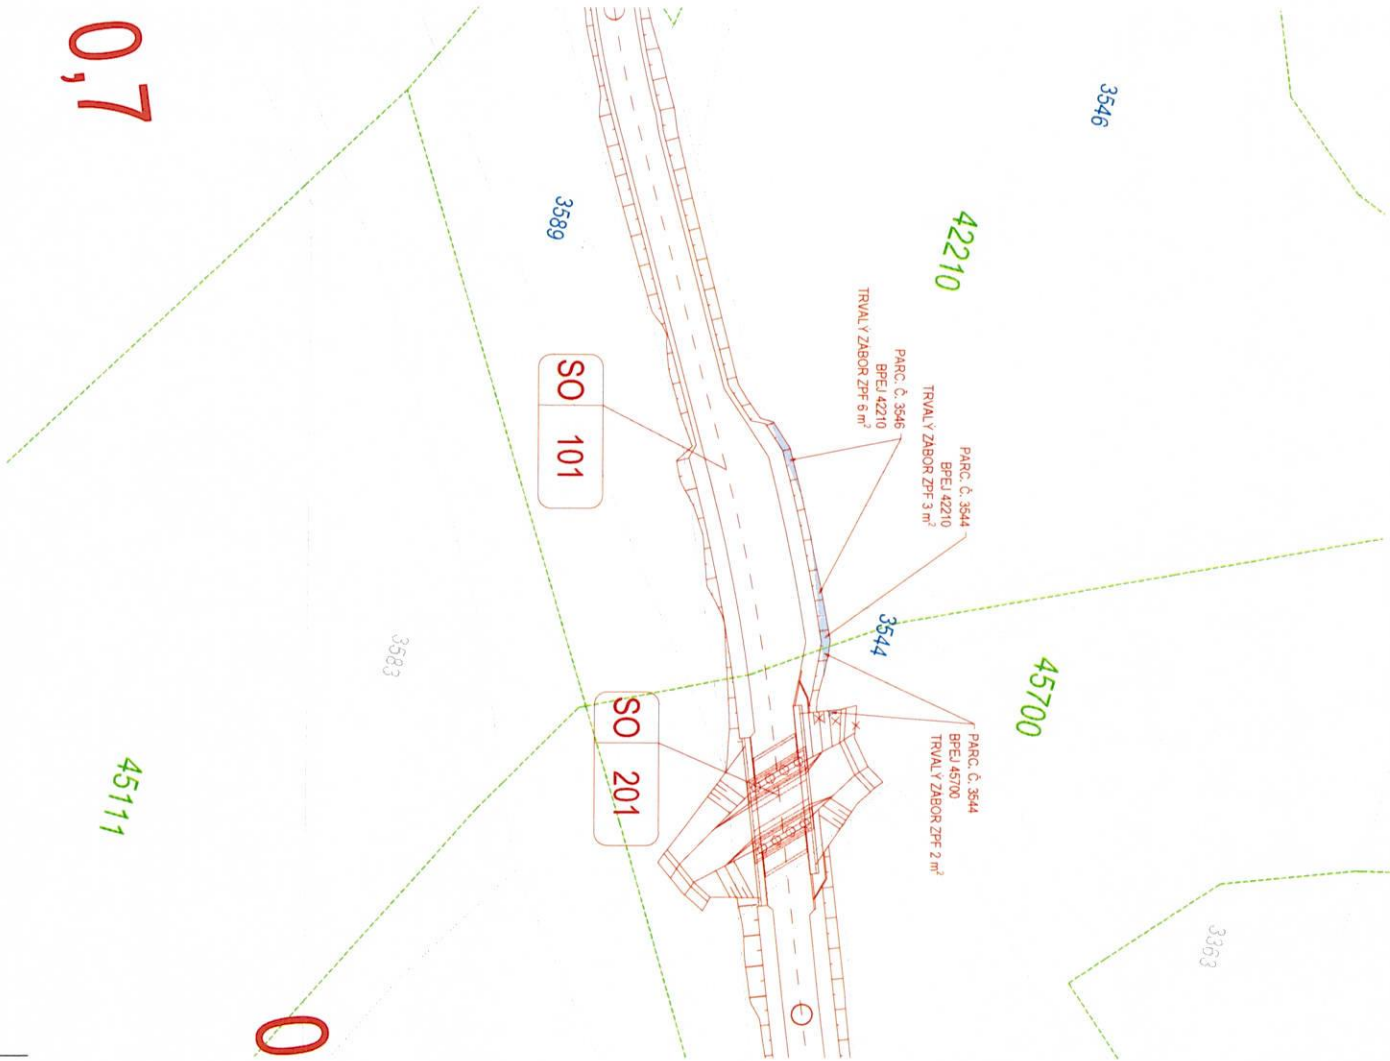 0,7
3546
42210
3589
PARC. Č. 3546
BPEJ 42210
TRVALÝ ZÁBOR ZPF 6 m²
PARC. Č. 3544
BPEJ 42210
TRVALÝ ZÁBOR ZPF 3 m²
SO 101
3544
45700
3583
SO 201
PARC. Č. 3544
BPEJ 45700
TRVALÝ ZÁBOR ZPF 2 m²
45111
3363
0